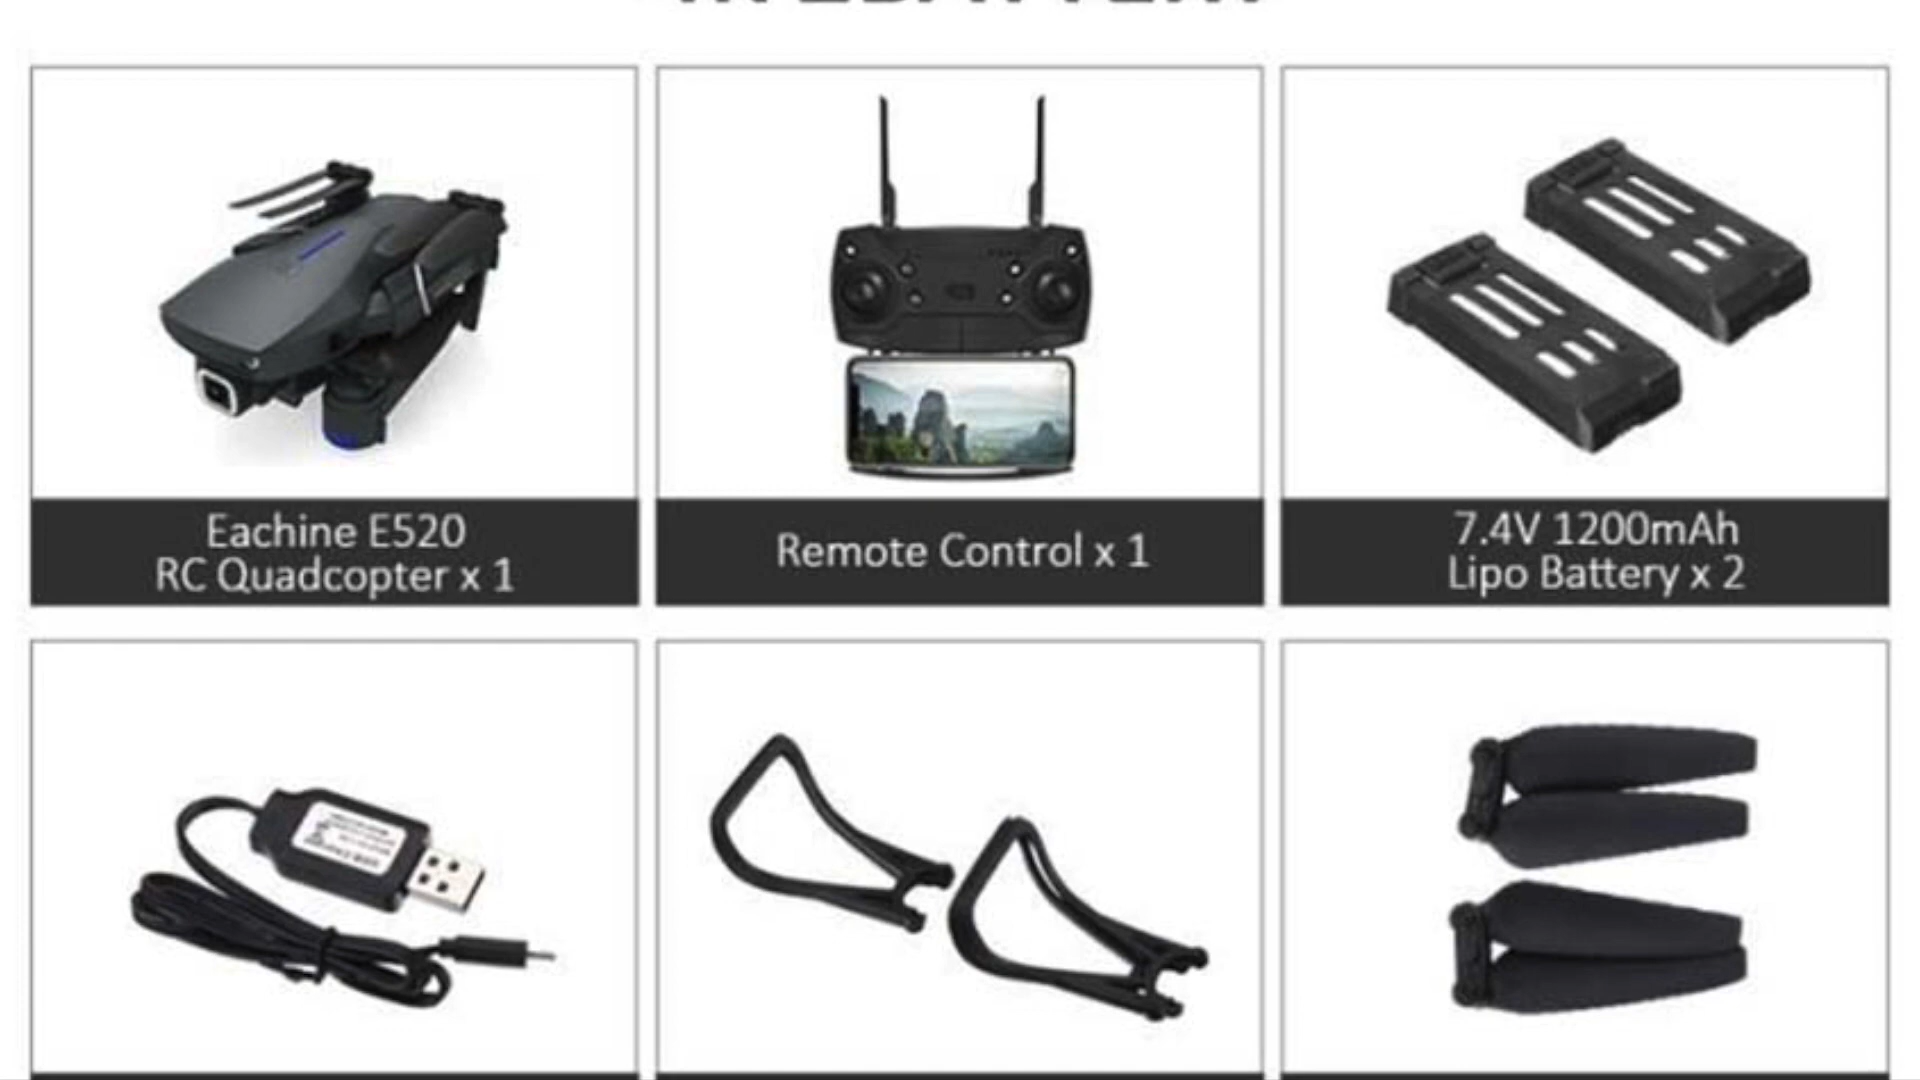 Eachine E520
RC Quadcopter x 1
Remote Control x 1
7.4V 1200mAh
Lipo Battery x 2